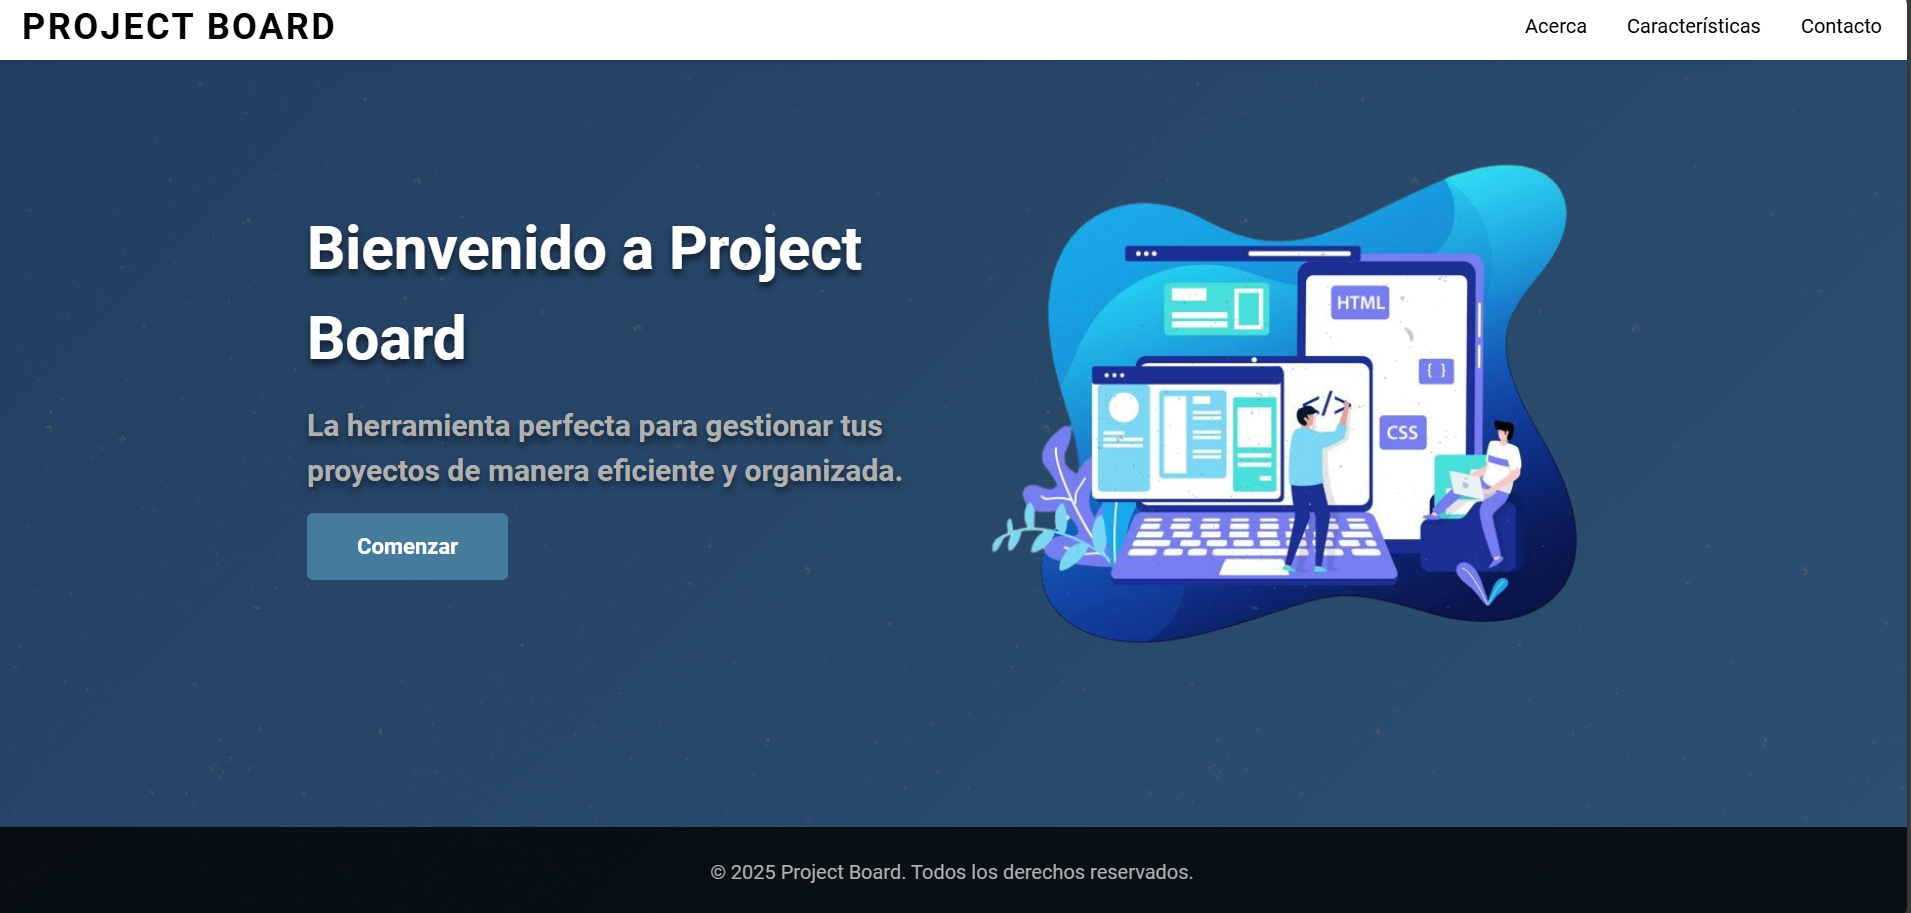 PROJECT BOARD
Acerca Características Contacto
Bienvenido a Project
Board
La herramienta perfecta para gestionar tus
proyectos de manera eficiente y organizada.
Comenzar
HTML
{ }
</>
CSS
© 2025 Project Board. Todos los derechos reservados.